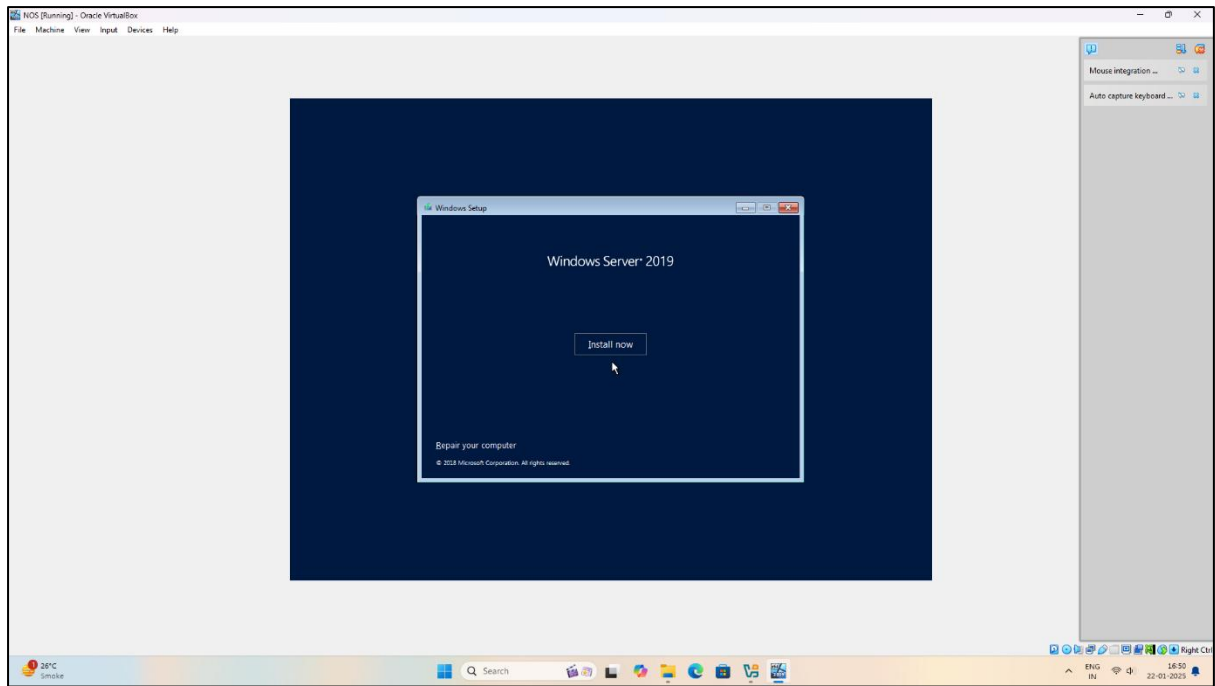 NOS [Running] - Oracle VirtualBox
File Machine View Input Devices Help
Mouse integration ...
Auto capture keyboard ...
Windows Setup
Windows Server® 2019
Install now
Repair your computer
© 2018 Microsoft Corporation. All rights reserved.
Right Ctrl
1
26°C
Smoke
Search
ENG
IN
16:50
22-01-2025